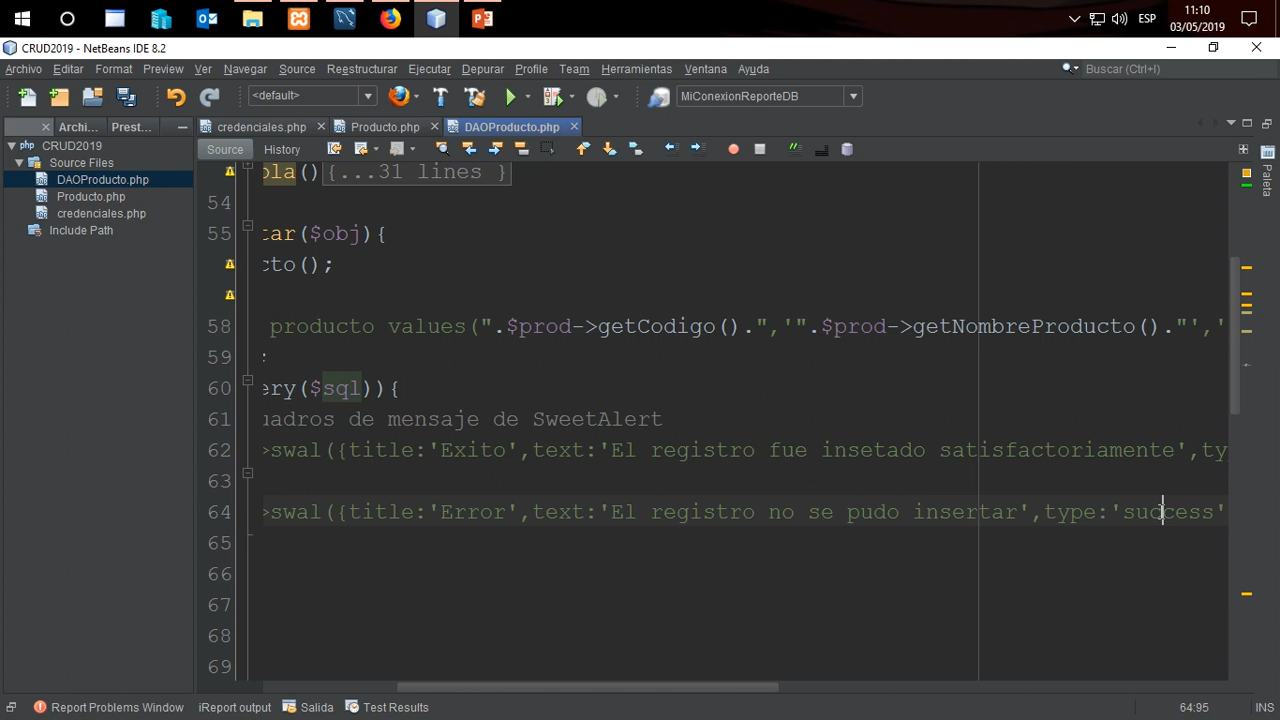 11:10
ESP
03/05/2019
CRUD2019 - NetBeans IDE 8.2
Archivo Editar Format Preview Ver Navegar Source Reestructurar Ejecutar Depurar Profile Team Herramientas Ventana Ayuda
Buscar (Ctrl+I)
<default>
MiConexionReporteDB
Archi... Prest...
credenciales.php Producto.php DAOProducto.php
CRUD2019
Source History
Source Files
DAOProducto.php
Producto.php
credenciales.php
Include Path
Paleta
ola(){...31 lines }
54
55 tar($obj){
cto();
58 producto values(".$prod->getCodigo().",'".$prod->getNombreProducto()."','
59 ;
60 ery($sql)){
61 uadros de mensaje de SweetAlert
62 >swal({title:'Exito',text:'El registro fue insetado satisfactoriamente',ty
63
64 >swal({title:'Error',text:'El registro no se pudo insertar',type:'success'
65
66
67
68
69
Report Problems Window iReport output Salida Test Results
64:95 INS